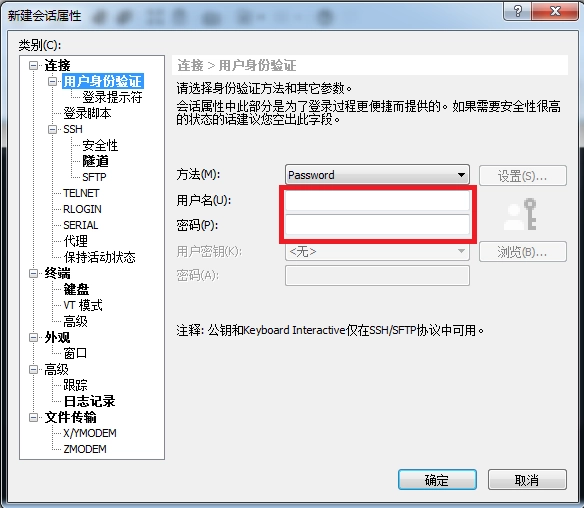 新建会话属性
类别(C):
连接
用户身份验证
登录提示符
登录脚本
SSH
安全性
隧道
SFTP
TELNET
RLOGIN
SERIAL
代理
保持活动状态
终端
键盘
VT 模式
高级
外观
窗口
高级
跟踪
日志记录
文件传输
X/YMODEM
ZMODEM
连接 > 用户身份验证
请选择身份验证方法和其它参数。
会话属性中此部分是为了登录过程更便捷而提供的。如果需要安全性很高
的状态的话建议您空出此字段。
方法(M):
Password
设置(S)...
用户名(U):
密码(P):
用户密钥(K):
<无>
浏览(B)...
密码(A):
注释: 公钥和Keyboard Interactive仅在SSH/SFTP协议中可用。
确定
取消